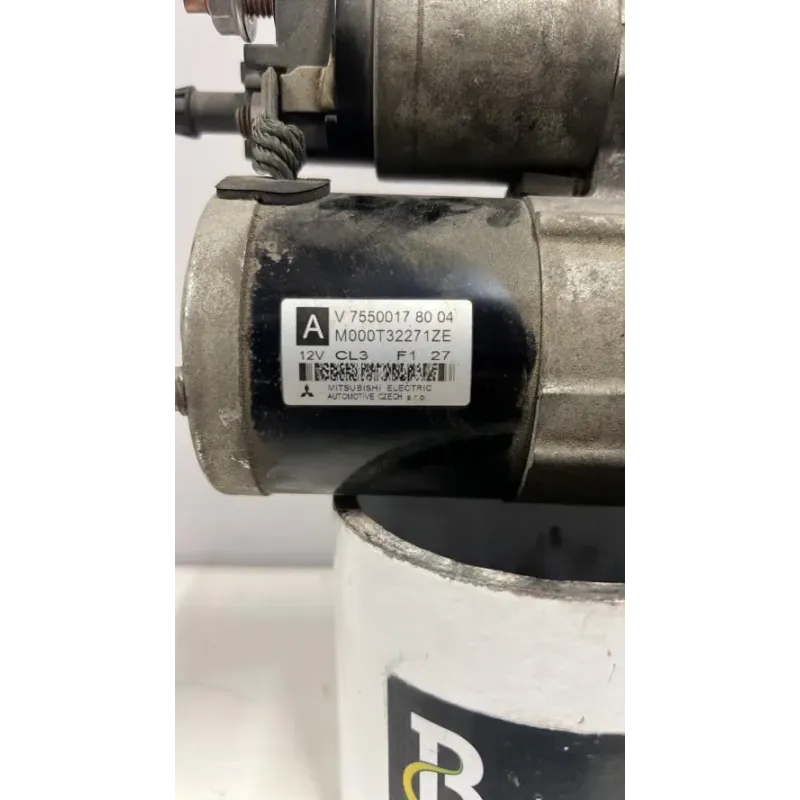 A
V 7550017 80 04
M000T32271ZE
12V CL3 F1 27
MITSUBISHI ELECTRIC
AUTOMOTIVE CZECH s.r.o.
B